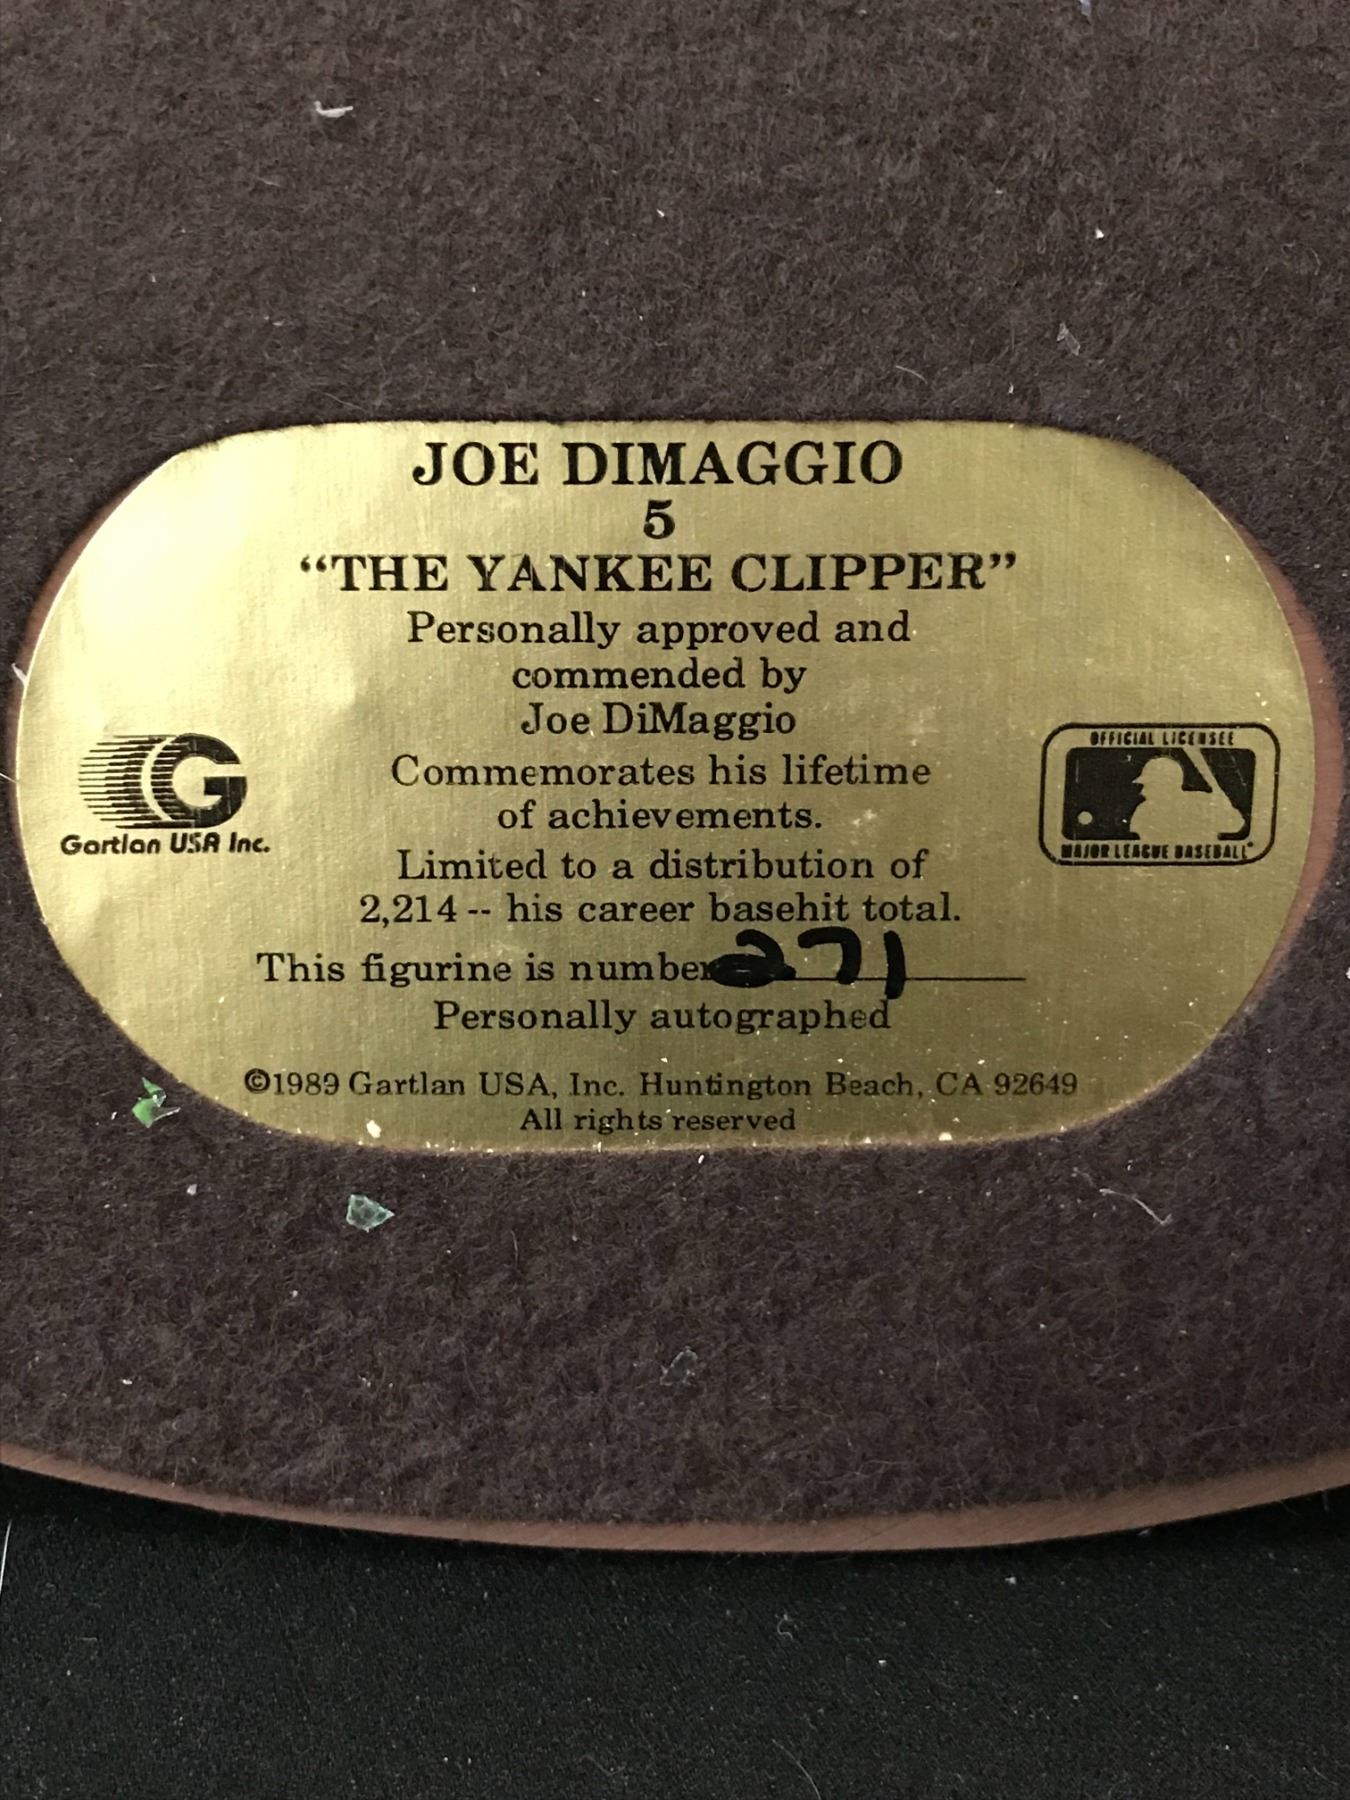 JOE DIMAGGIO
5
“THE YANKEE CLIPPER”
Personally approved and
commended by
Joe DiMaggio
Commemorates his lifetime
of achievements.
Limited to a distribution of
2,214 -- his career basehit total.
This figurine is number 271
Personally autographed
©1989 Gartlan USA, Inc. Huntington Beach, CA 92649
All rights reserved
G
Gartlan USA Inc.
OFFICIAL LICENSEE
MAJOR LEAGUE BASEBALL